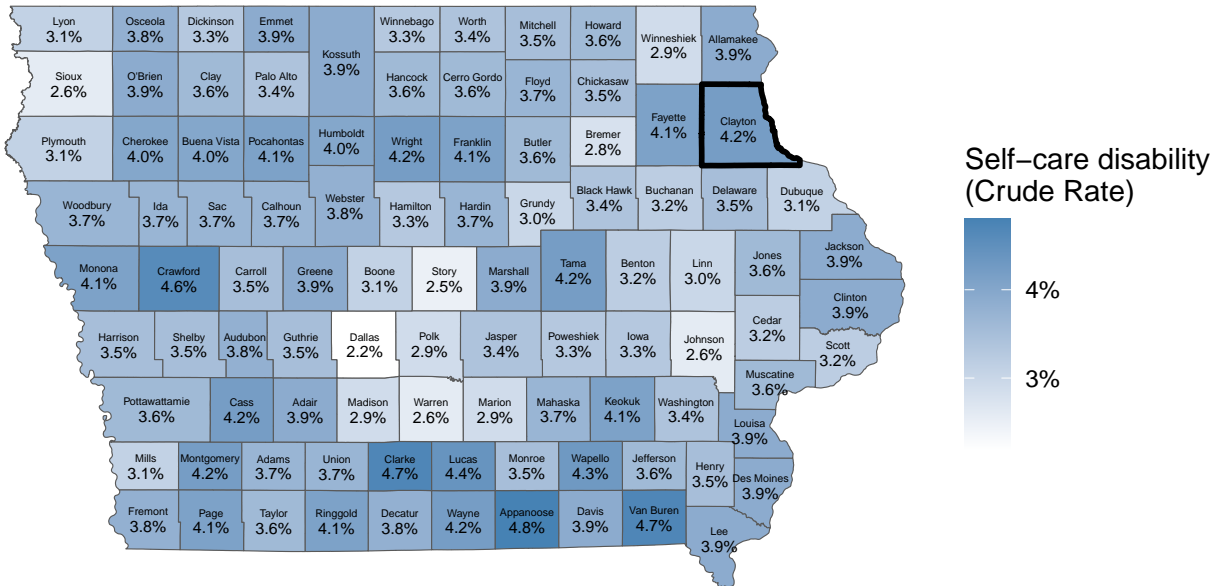 Lyon
3.1%
Osceola
3.8%
Dickinson
3.3%
Emmet
3.9%
Kossuth
3.9%
Winnebago
3.3%
Worth
3.4%
Mitchell
3.5%
Howard
3.6%
Winneshiek
2.9%
Allamakee
3.9%
Sioux
2.6%
O'Brien
3.9%
Clay
3.6%
Palo Alto
3.4%
Hancock
3.6%
Cerro Gordo
3.6%
Floyd
3.7%
Chickasaw
3.5%
Fayette
4.1%
Clayton
4.2%
Plymouth
3.1%
Cherokee
4.0%
Buena Vista
4.0%
Pocahontas
4.1%
Humboldt
4.0%
Wright
4.2%
Franklin
4.1%
Butler
3.6%
Bremer
2.8%
Woodbury
3.7%
Ida
3.7%
Sac
3.7%
Calhoun
3.7%
Webster
3.8%
Hamilton
3.3%
Hardin
3.7%
Grundy
3.0%
Black Hawk
3.4%
Buchanan
3.2%
Delaware
3.5%
Dubuque
3.1%
Monona
4.1%
Crawford
4.6%
Carroll
3.5%
Greene
3.9%
Boone
3.1%
Story
2.5%
Marshall
3.9%
Tama
4.2%
Benton
3.2%
Linn
3.0%
Jones
3.6%
Jackson
3.9%
Clinton
3.9%
Harrison
3.5%
Shelby
3.5%
Audubon
3.8%
Guthrie
3.5%
Dallas
2.2%
Polk
2.9%
Jasper
3.4%
Poweshiek
3.3%
Iowa
3.3%
Johnson
2.6%
Cedar
3.2%
Scott
3.2%
Muscatine
3.6%
Pottawattamie
3.6%
Cass
4.2%
Adair
3.9%
Madison
2.9%
Warren
2.6%
Marion
2.9%
Mahaska
3.7%
Keokuk
4.1%
Washington
3.4%
Louisa
3.9%
Mills
3.1%
Montgomery
4.2%
Adams
3.7%
Union
3.7%
Clarke
4.7%
Lucas
4.4%
Monroe
3.5%
Wapello
4.3%
Jefferson
3.6%
Henry
3.5%
Des Moines
3.9%
Fremont
3.8%
Page
4.1%
Taylor
3.6%
Ringgold
4.1%
Decatur
3.8%
Wayne
4.2%
Appanoose
4.8%
Davis
3.9%
Van Buren
4.7%
Lee
3.9%
Self−care disability
(Crude Rate)
4%
3%